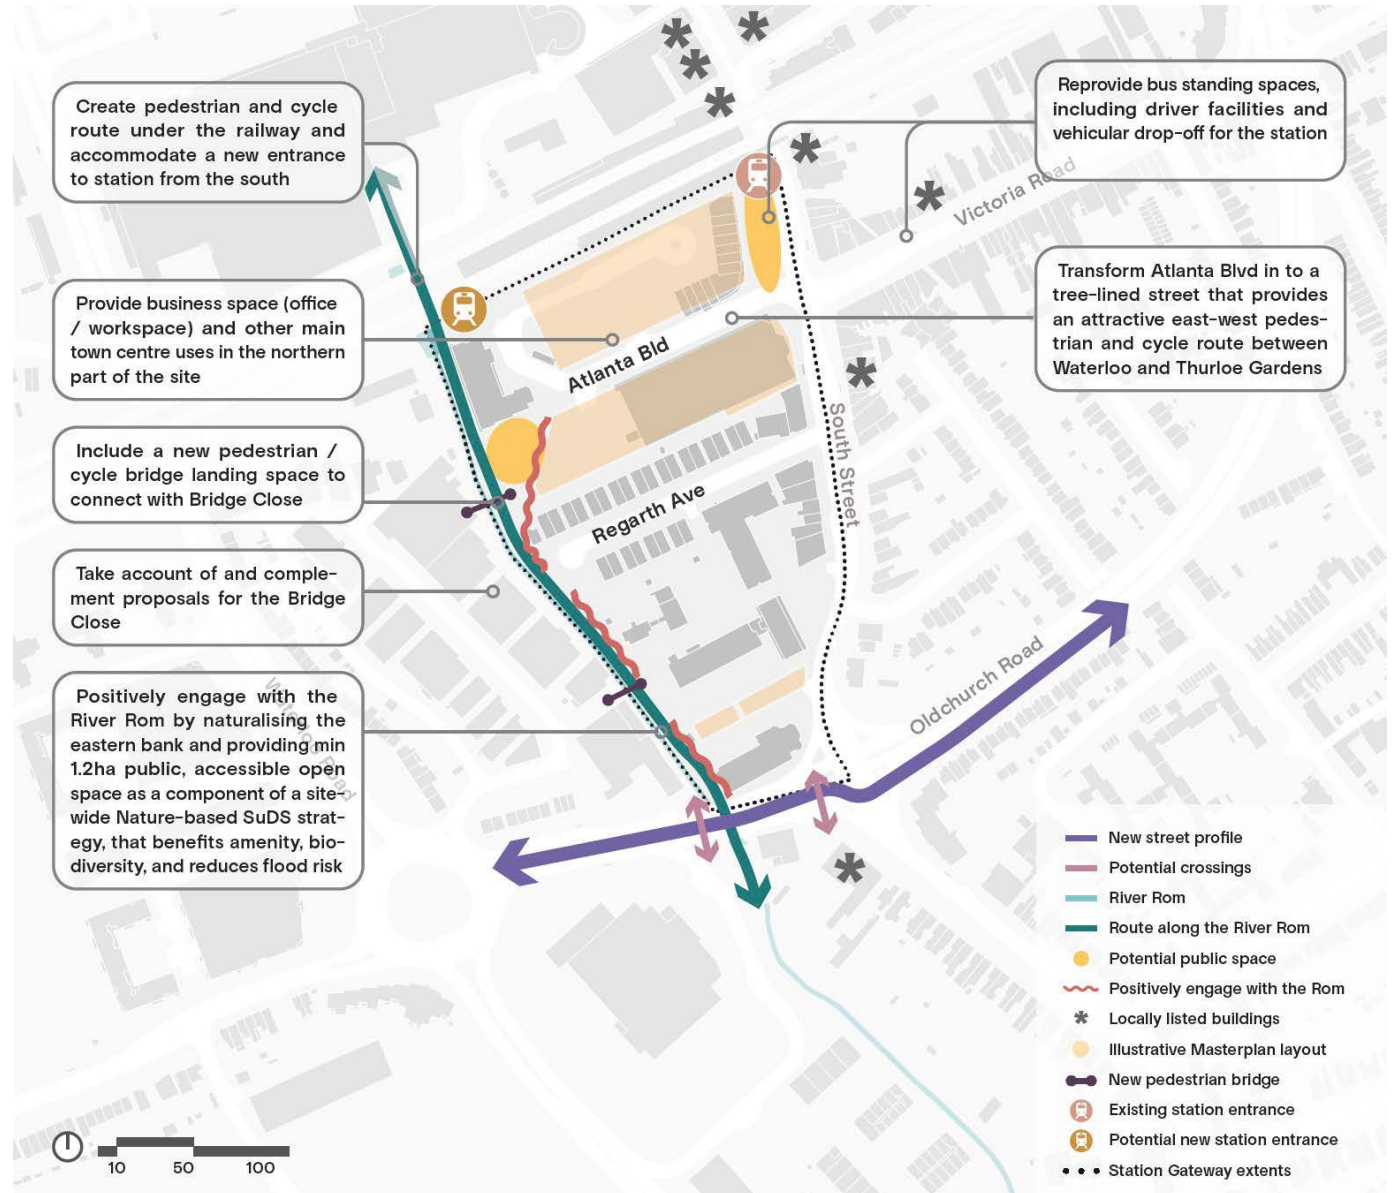 Create pedestrian and cycle
route under the railway and
accommodate a new entrance
to station from the south
Provide business space (office
/ workspace) and other main
town centre uses in the northern
part of the site
Include a new pedestrian /
cycle bridge landing space to
connect with Bridge Close
Take account of and comple-
ment proposals for the Bridge
Close
Positively engage with the
River Rom by naturalising the
eastern bank and providing min
1.2ha public, accessible open
space as a component of a site-
wide Nature-based SuDS strat-
egy, that benefits amenity, bio-
diversity, and reduces flood risk
Waterloo Road
Reprovide bus standing spaces,
including driver facilities and
vehicular drop-off for the station
Victoria Road
Transform Atlanta Blvd in to a
tree-lined street that provides
an attractive east-west pedes-
trian and cycle route between
Waterloo and Thurloe Gardens
Atlanta Bld
Regarth Ave
South Street
Oldchurch Road
New street profile
Potential crossings
River Rom
Route along the River Rom
Potential public space
Positively engage with the Rom
Locally listed buildings
Illustrative Masterplan layout
New pedestrian bridge
Existing station entrance
Potential new station entrance
Station Gateway extents
10 50 100